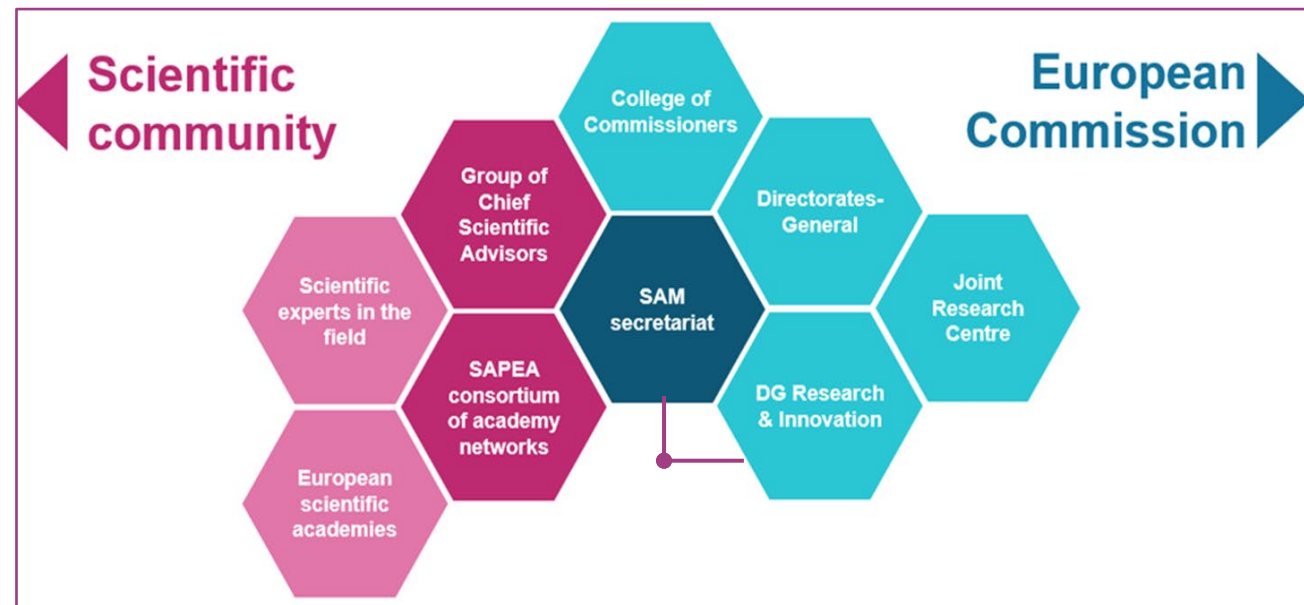 Scientific
community
European
Commission
College of
Commissioners
Group of
Chief
Scientific
Advisors
Directorates-
General
Scientific
experts in the
field
SAM
secretariat
Joint
Research
Centre
SAPEA
consortium
of academy
networks
DG Research
& Innovation
European
scientific
academies